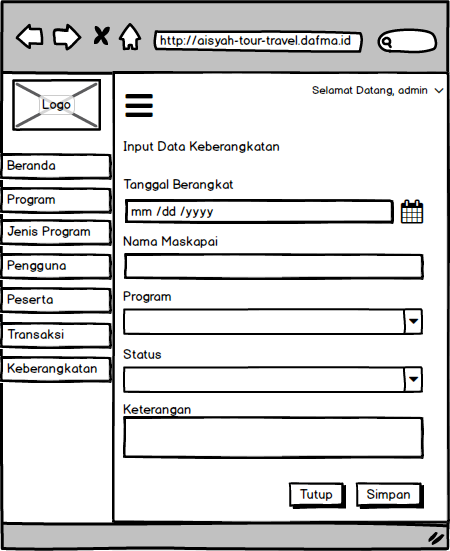 http://aisyah-tour-travel.dafma.id
Logo
Selamat Datang, admin
Beranda
Program
Jenis Program
Pengguna
Peserta
Transaksi
Keberangkatan
Input Data Keberangkatan
Tanggal Berangkat
mm /dd /yyyy
Nama Maskapai
Program
Status
Keterangan
Tutup
Simpan